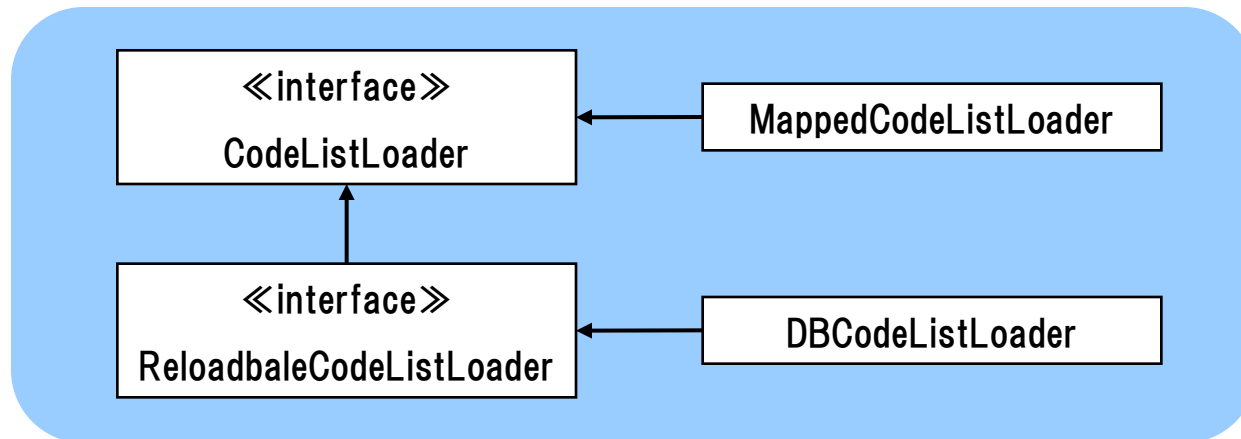 ≪interface≫
CodeListLoader
MappedCodeListLoader
≪interface≫
ReloadbaleCodeListLoader
DBCodeListLoader